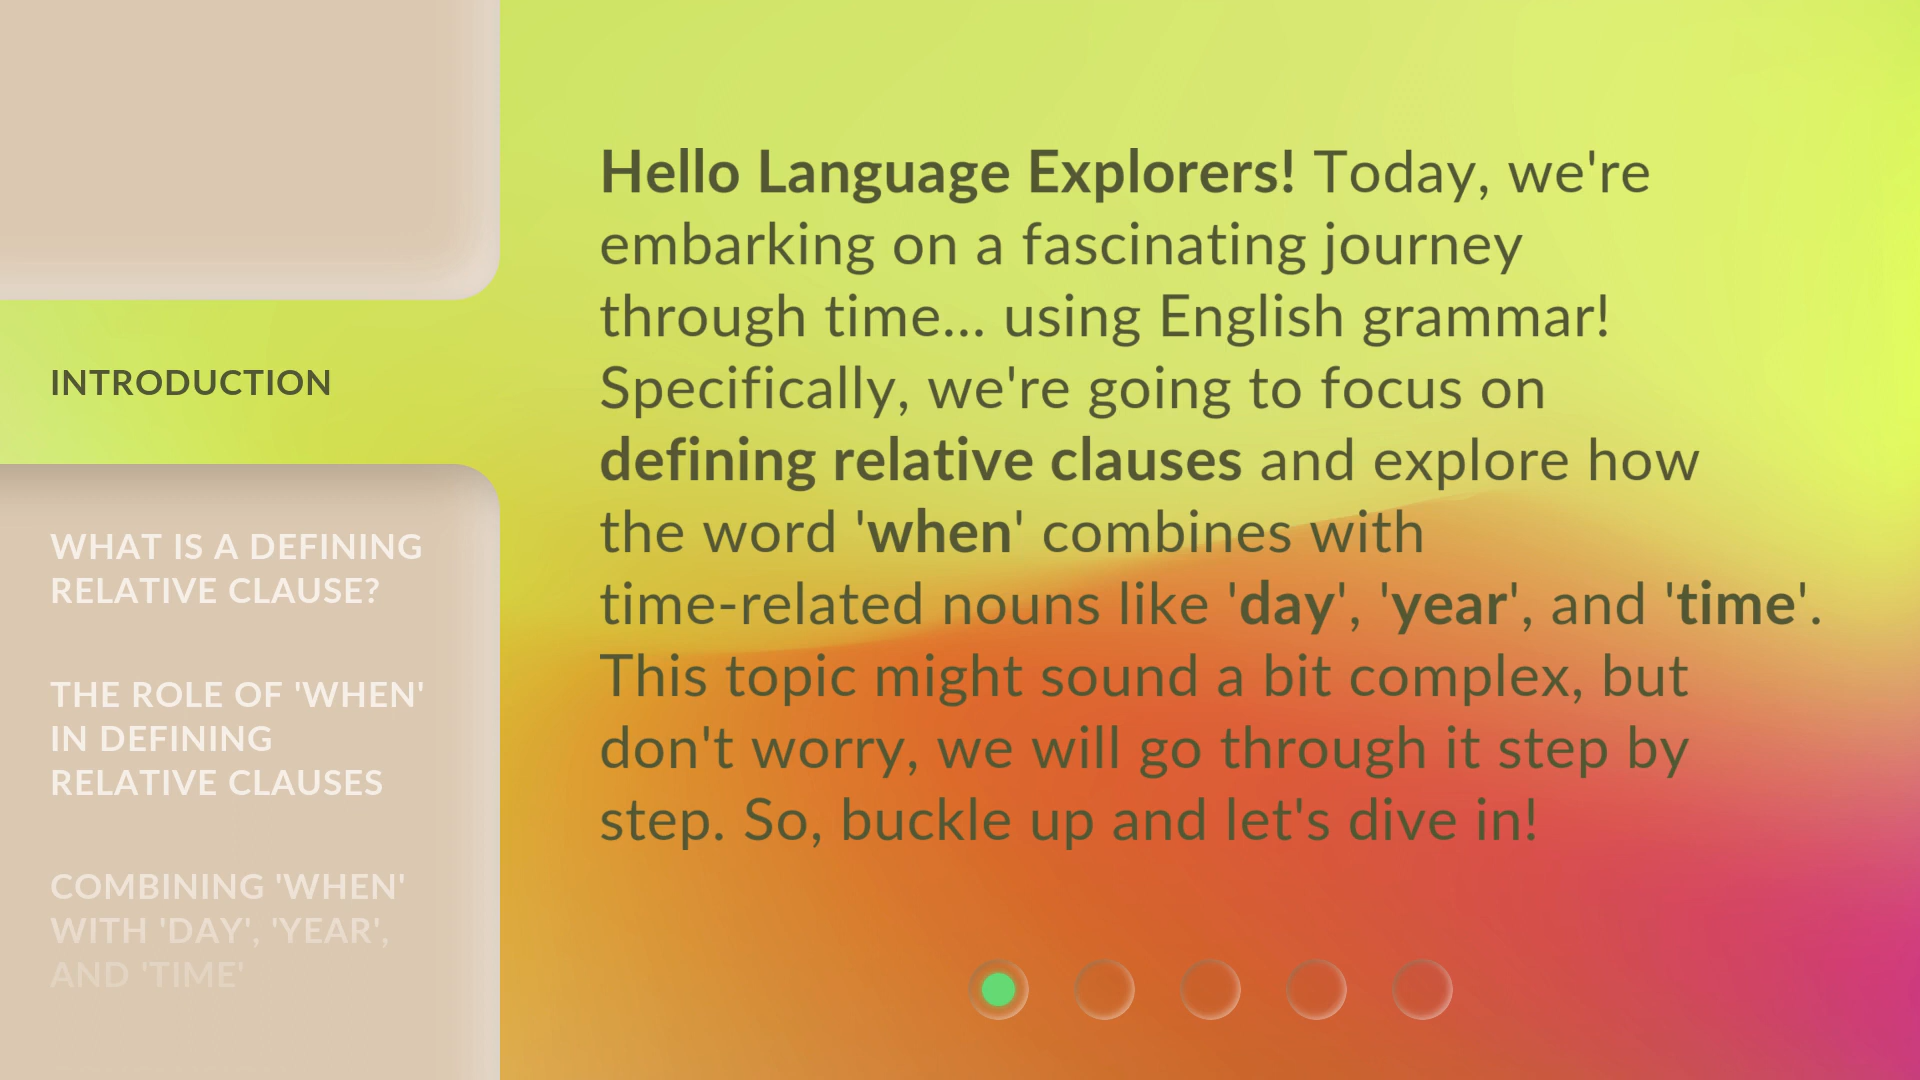 INTRODUCTION
WHAT IS A DEFINING
RELATIVE CLAUSE?
THE ROLE OF 'WHEN'
IN DEFINING
RELATIVE CLAUSES
COMBINING 'WHEN'
WITH 'DAY', 'YEAR',
AND 'TIME'
Hello Language Explorers! Today, we're
embarking on a fascinating journey
through time... using English grammar!
Specifically, we're going to focus on
defining relative clauses and explore how
the word 'when' combines with
time-related nouns like 'day', 'year', and 'time'.
This topic might sound a bit complex, but
don't worry, we will go through it step by
step. So, buckle up and let's dive in!